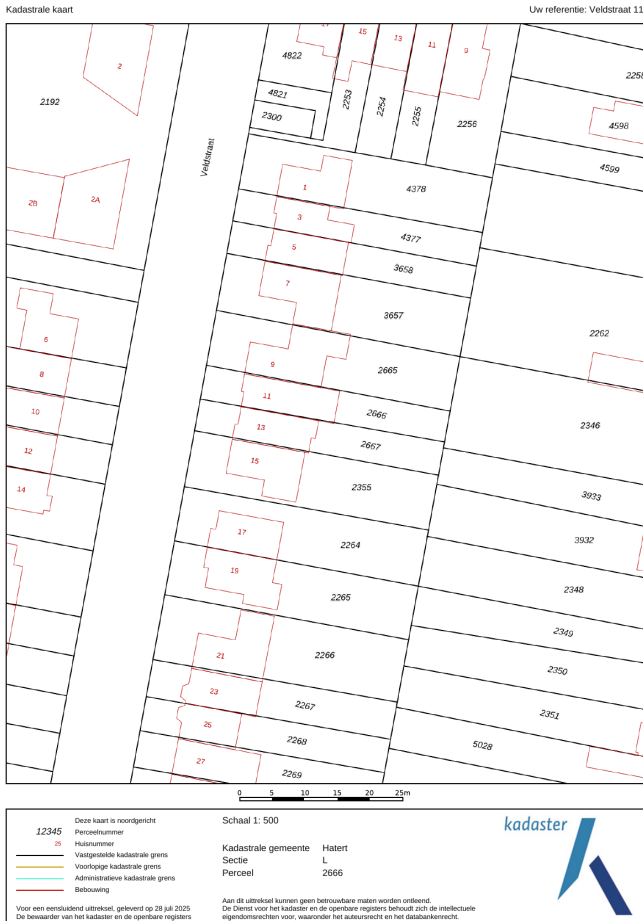 Kadastrale kaart
Uw referentie: Veldstraat 11
15
13
11
9
4822
2
2258
4821
2253
2254
2255
2192
2300
2256
4598
Veldstraat
4599
1
4378
2B
2A
3
4377
5
3658
7
3657
2262
6
9
2665
8
11
2666
10
2346
13
2667
12
15
2355
14
3933
17
2264
3932
19
2265
2348
2349
21
2266
2350
23
2267
2351
25
2268
5028
27
2269
0 5 10 15 20 25m
Deze kaart is noordgericht
12345 Perceelnummer
25 Huisnummer
Vastgestelde kadastrale grens
Voorlopige kadastrale grens
Administratieve kadastrale grens
Bebouwing
Voor een eensluidend uittreksel, geleverd op 28 juli 2025
De bewaarder van het kadaster en de openbare registers
Schaal 1: 500
Kadastrale gemeente Hatert
Sectie L
Perceel 2666
Aan dit uittreksel kunnen geen betrouwbare maten worden ontleend.
De Dienst voor het kadaster en de openbare registers behoudt zich de intellectuele
eigendomsrechten voor, waaronder het auteursrecht en het databankenrecht.
kadaster